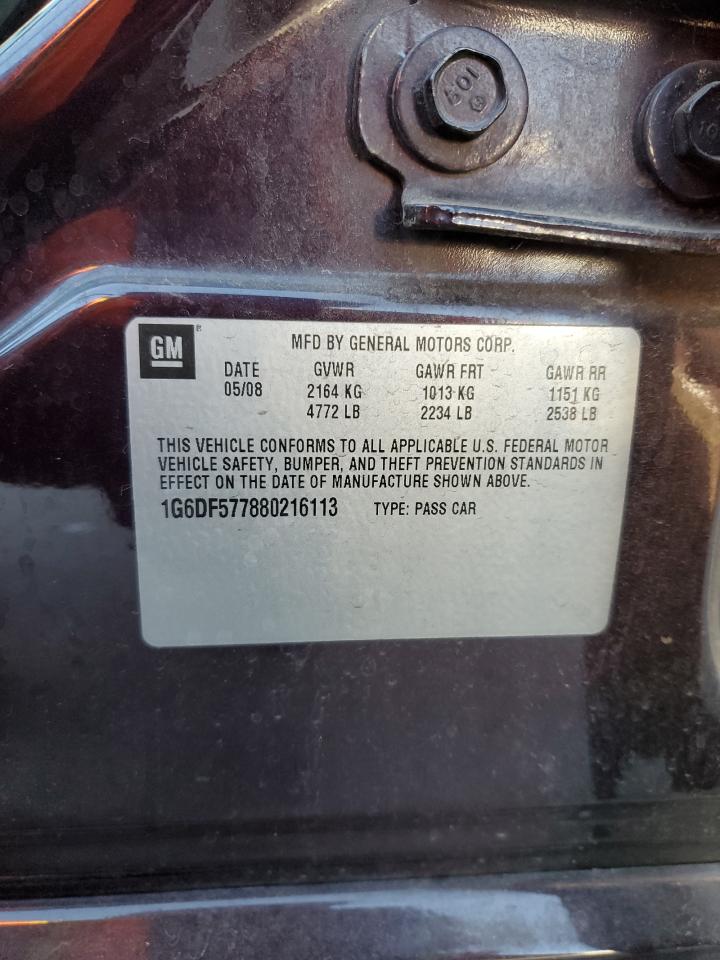 601
10
GM ®
MFD BY GENERAL MOTORS CORP.
DATE GVWR GAWR FRT GAWR RR
05/08 2164 KG 1013 KG 1151 KG
4772 LB 2234 LB 2538 LB
THIS VEHICLE CONFORMS TO ALL APPLICABLE U.S. FEDERAL MOTOR
VEHICLE SAFETY, BUMPER, AND THEFT PREVENTION STANDARDS IN
EFFECT ON THE DATE OF MANUFACTURE SHOWN ABOVE.
1G6DF577880216113 TYPE: PASS CAR